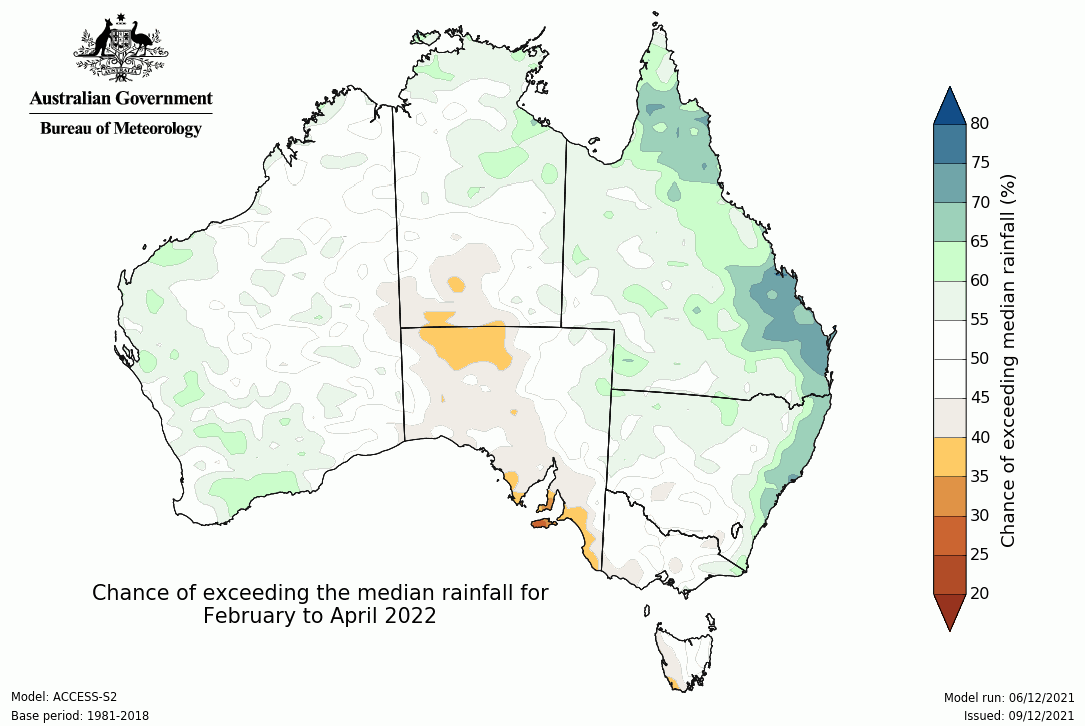 Australian Government
Bureau of Meteorology
80
75
70
65
60
55
50
45
40
35
30
25
20
Chance of exceeding median rainfall (%)
Chance of exceeding the median rainfall for
February to April 2022
Model: ACCESS-S2
Base period: 1981-2018
Model run: 06/12/2021
Issued: 09/12/2021